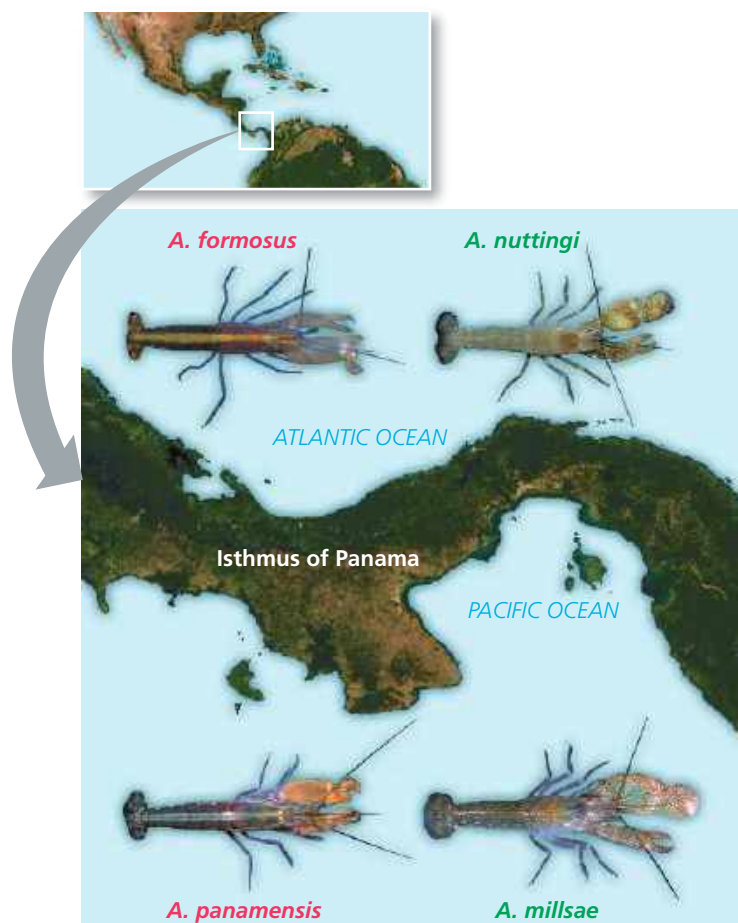 A. formosus
A. nuttingi
ATLANTIC OCEAN
Isthmus of Panama
PACIFIC OCEAN
A. panamensis
A. millsae